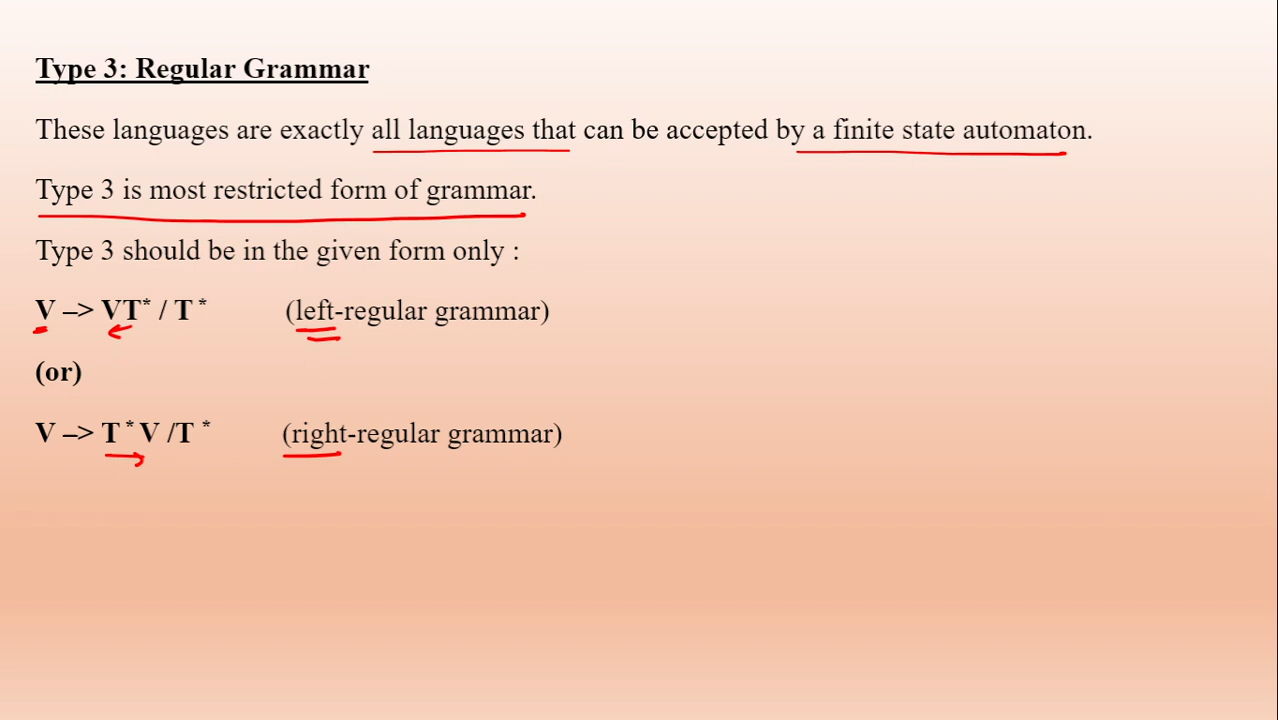 Type 3: Regular Grammar
These languages are exactly all languages that can be accepted by a finite state automaton.
Type 3 is most restricted form of grammar.
Type 3 should be in the given form only :
V –> VT* / T * (left-regular grammar)
(or)
V –> T * V /T * (right-regular grammar)